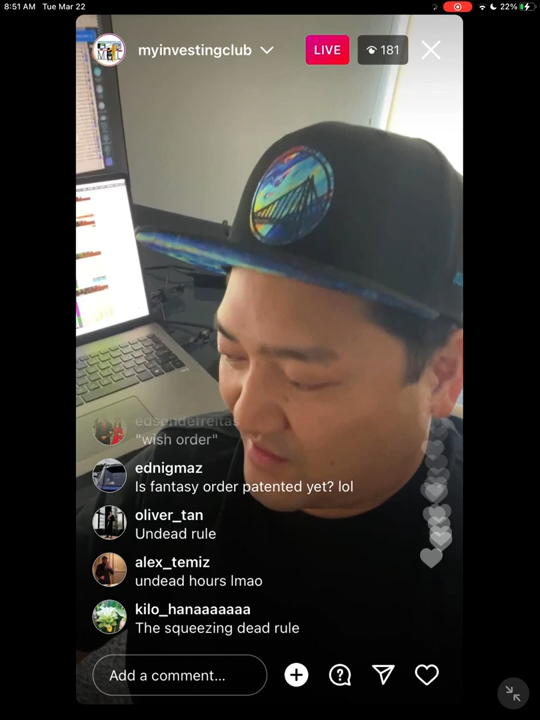 8:51 AM Tue Mar 22
22%
myinvestingclub
LIVE
181
edsondefreitas
"wish order"
ednigmaz
Is fantasy order patented yet? lol
oliver_tan
Undead rule
alex_temiz
undead hours lmao
kilo_hanaaaaaaa
The squeezing dead rule
Add a comment...